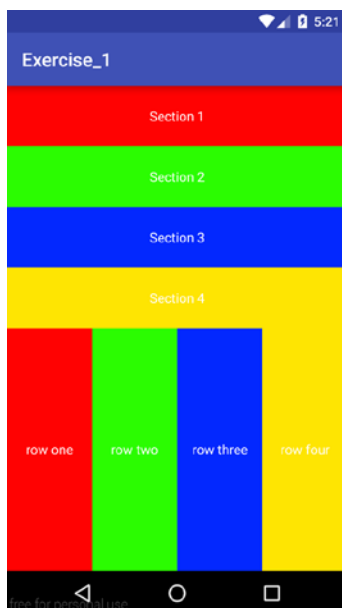 5:21
Exercise_1
Section 1
Section 2
Section 3
Section 4
row one row two row three row four
free for personal use